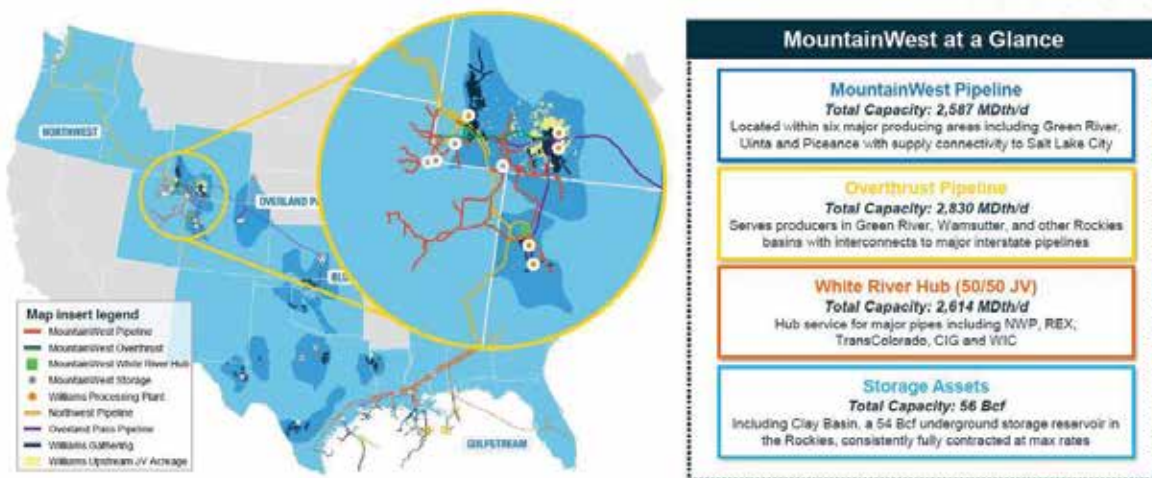 NORTHWEST
OVERLAND PA
BLU
GULFSTREAM
Map insert legend
MountainWest Pipeline
MountainWest Overthrust
MountainWest White River Hub
MountainWest Storage
Williams Processing Plant
Northwest Pipeline
Overland Pass Pipeline
Williams Gathering
Williams Upstream JV Acreage
MountainWest at a Glance
MountainWest Pipeline
Total Capacity: 2,587 MDth/d
Located within six major producing areas including Green River,
Uinta and Piceance with supply connectivity to Salt Lake City
Overthrust Pipeline
Total Capacity: 2,830 MDth/d
Serves producers in Green River, Wamsutter, and other Rockies
basins with interconnects to major interstate pipelines
White River Hub (50/50 JV)
Total Capacity: 2,614 MDth/d
Hub service for major pipes including NWP, REX,
TransColorado, CIG and WIC
Storage Assets
Total Capacity: 56 Bcf
Including Clay Basin, a 54 Bcf underground storage reservoir in
the Rockies, consistently fully contracted at max rates